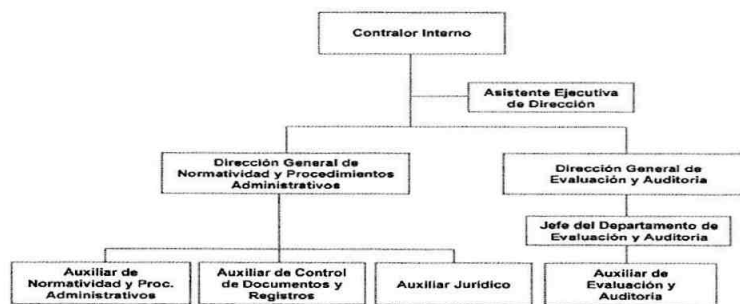 Contralor Interno
Asistente Ejecutiva
de Dirección
Dirección General de
Normatividad y Procedimientos
Administrativos
Dirección General de
Evaluación y Auditoria
Jefe del Departamento de
Evaluación y Auditoria
Auxiliar de
Normatividad y Proc.
Administrativos
Auxiliar de Control
de Documentos y
Registros
Auxiliar Jurídico
Auxiliar de
Evaluación y
Auditoria